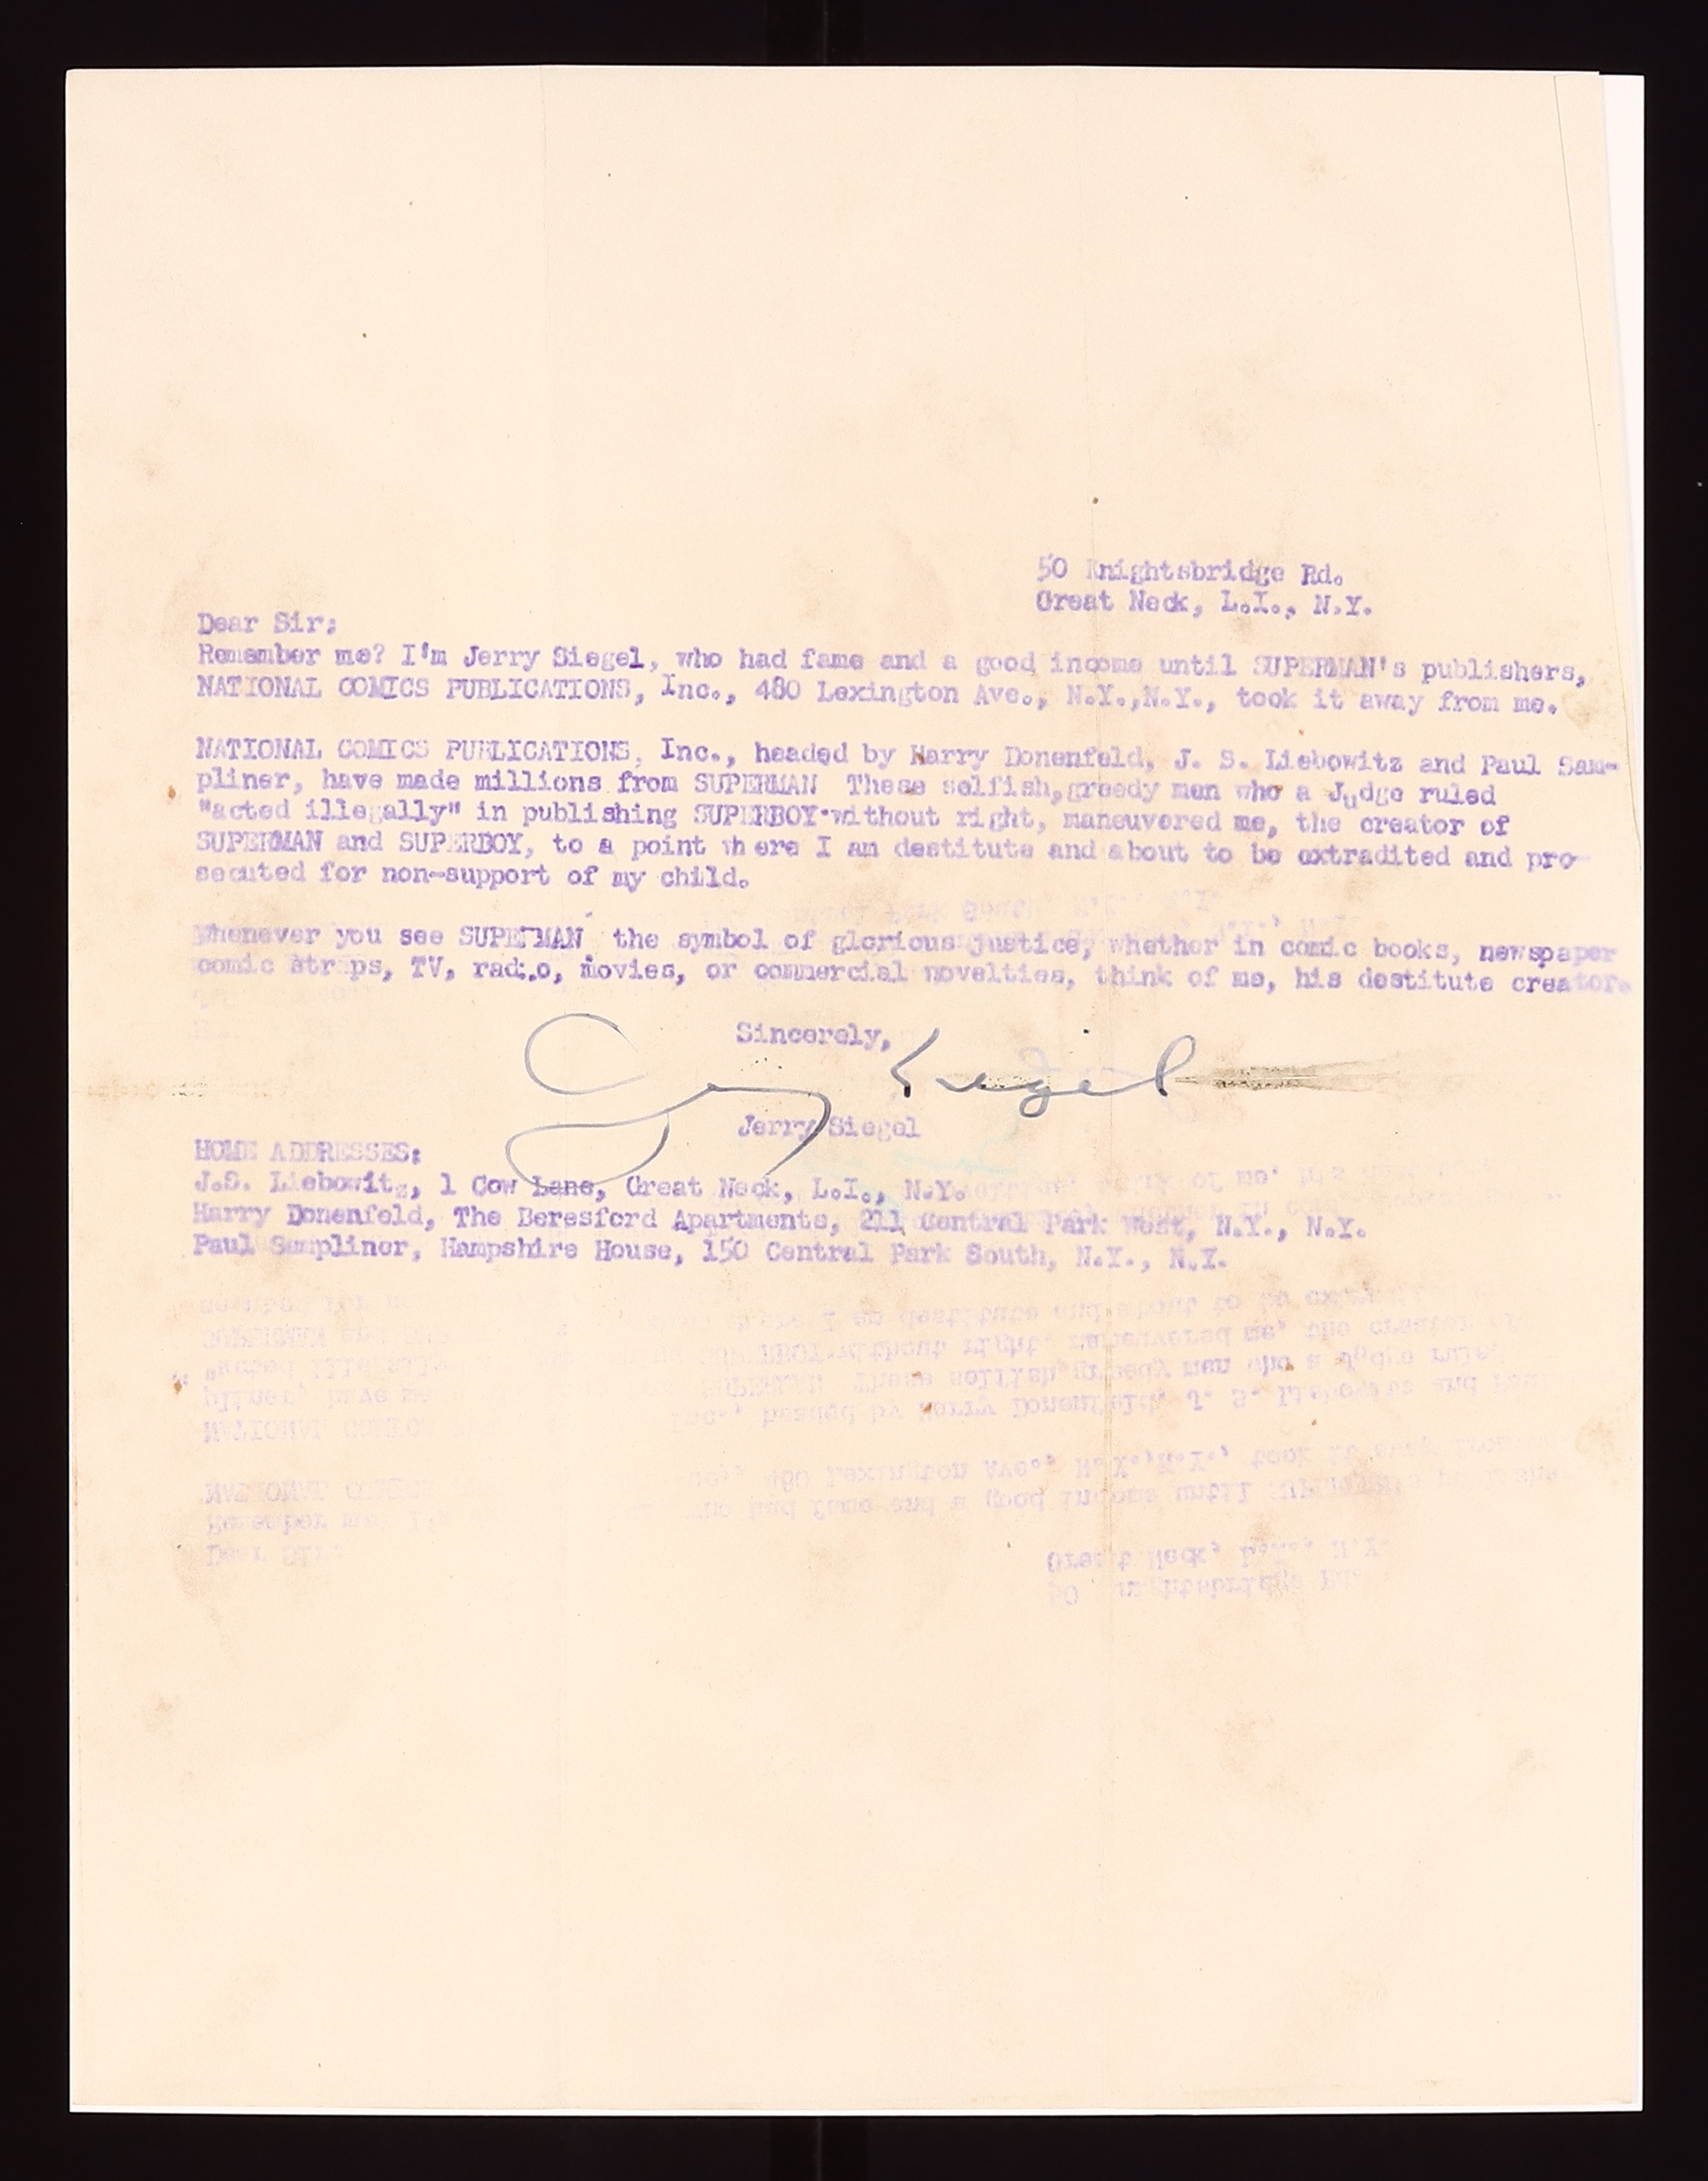 50 Knightsbridge Rd.
Great Neck, L.I., N.Y.
Dear Sir:
Remember me? I'm Jerry Siegel, who had fame and a good income until SUPERMAN's publishers,
NATIONAL COMICS PUBLICATIONS, Inc., 480 Lexington Ave., N.Y.,N.Y., took it away from me.
NATIONAL COMICS PUBLICATIONS, Inc., headed by Harry Donenfeld, J. S. Liebowitz and Paul Sam-
pliner, have made millions from SUPERMAN These selfish,greedy men who a Judge ruled
"acted illegally" in publishing SUPERBOY without right, maneuvered me, the creator of
SUPERMAN and SUPERBOY, to a point where I am destitute and about to be extradited and pro-
secuted for non-support of my child.
Whenever you see SUPERMAN the symbol of glorious justice, whether in comic books, newspaper
comic strips, TV, radio, movies, or commercial novelties, think of me, his destitute creator.
Sincerely,
Jerry Siegel
Jerry Siegel
HOME ADDRESSES:
J.S. Liebowitz, 1 Cow Lane, Great Neck, L.I., N.Y.
Harry Donenfeld, The Beresford Apartments, 211 Central Park West, N.Y., N.Y.
Paul Sampliner, Hampshire House, 150 Central Park South, N.Y., N.Y.